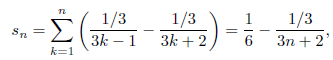 s_n = \sum_{k=1}^{n} \left( \frac{1/3}{3k-1} - \frac{1/3}{3k+2} \right) = \frac{1}{6} - \frac{1/3}{3n+2},